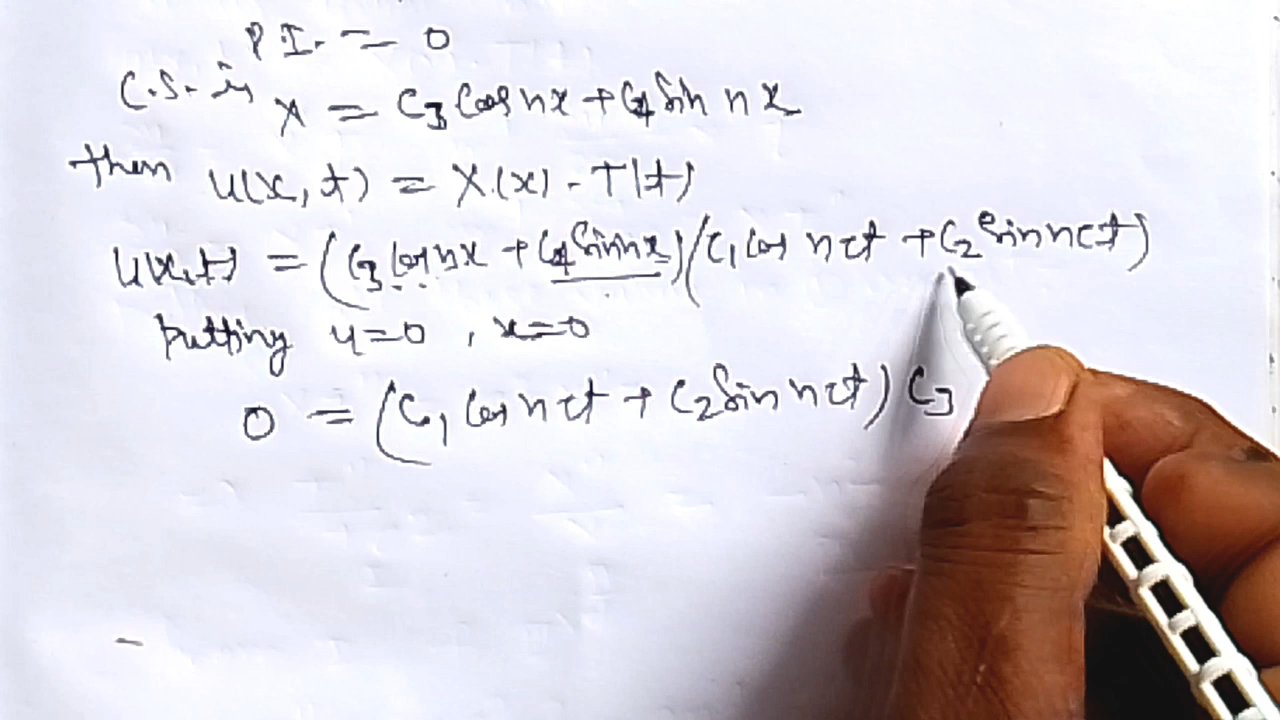 P.I. = 0
C.S. is X = C3 Cos nx + C4 Sin nx
then u(x, t) = X(x) - T(t)
u(x,t) = (C3 Cos nx + C4 Sin nx)(C1 Cos nct + C2 Sin nct)
Putting u=0, x=0
0 = (C1 Cos nct + C2 Sin nct) C3